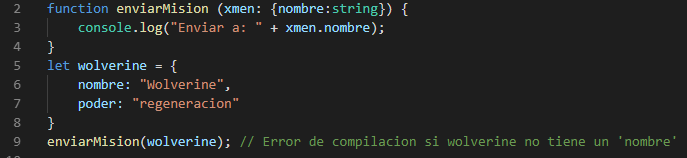 2 function enviarMision (xmen: {nombre:string}) {
3 console.log("Enviar a: " + xmen.nombre);
4 }
5 let wolverine = {
6 nombre: "Wolverine",
7 poder: "regeneracion"
8 }
9 enviarMision(wolverine); // Error de compilacion si wolverine no tiene un 'nombre'